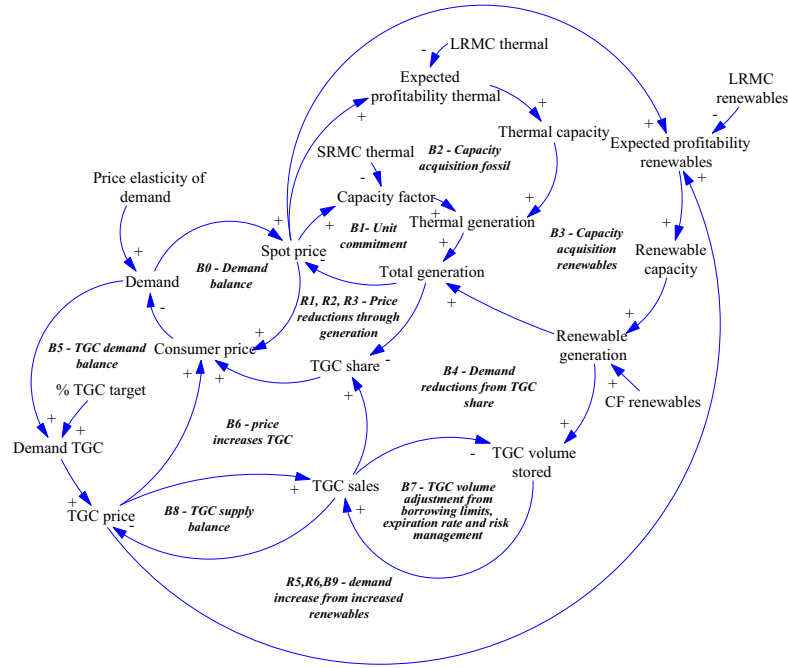 LRMC thermal
-
+
Expected
profitability thermal
+
LRMC
renewables
-
+
Thermal capacity
+
Expected profitability
renewables
+
SRMC thermal
-
B2 - Capacity
acquisition fossil
Price elasticity of
demand
Capacity factor
+
+
+
Thermal generation
+
B1- Unit
commitment
B3 - Capacity
acquisition
renewables
+
+
Spot price
-
+
Renewable
capacity
+
Demand
-
B0 - Demand
balance
Total generation
+
R1, R2, R3 - Price
reductions through
generation
+
Renewable
generation
+
B5 - TGC demand
balance
Consumer price
+
+
+
TGC share
-
+
B4 - Demand
reductions from TGC
share
% TGC target
CF renewables
+
+
Demand TGC
B6 - price
increases TGC
+
-
TGC volume
stored
+
TGC price
-
+
TGC sales
+
B8 - TGC supply
balance
B7 - TGC volume
adjustment from
borrowing limits,
expiration rate and risk
management
R5,R6,B9 - demand
increase from increased
renewables